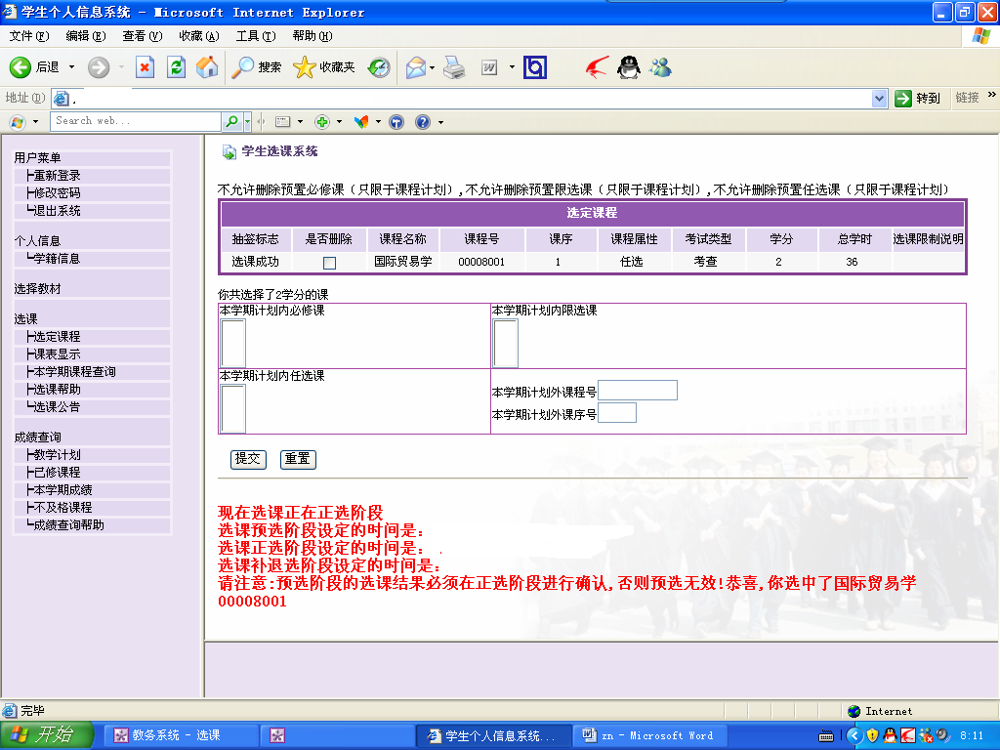 学生个人信息系统 - Microsoft Internet Explorer
文件(F) 编辑(E) 查看(V) 收藏(A) 工具(T) 帮助(H)
后退 搜索 收藏夹
地址(D) 转到 链接 »
Search web...
用户菜单
重新登录
修改密码
退出系统
个人信息
学籍信息
选择教材
选课
选定课程
课表显示
本学期课程查询
选课帮助
选课公告
成绩查询
教学计划
已修课程
本学期成绩
不及格课程
成绩查询帮助
学生选课系统
不允许删除预置必修课（只限于课程计划）,不允许删除预置限选课（只限于课程计划）,不允许删除预置任选课（只限于课程计划）
选定课程
抽签标志 是否删除 课程名称 课程号 课序 课程属性 考试类型 学分 总学时 选课限制说明
选课成功 国际贸易学 00008001 1 任选 考查 2 36
你共选择了2学分的课
本学期计划内必修课 本学期计划内限选课
本学期计划内任选课
本学期计划外课程号
本学期计划外课序号
提交 重置
现在选课正在正选阶段
选课预选阶段设定的时间是:
选课正选阶段设定的时间是:
选课补退选阶段设定的时间是:
请注意:预选阶段的选课结果必须在正选阶段进行确认,否则预选无效!恭喜,你选中了国际贸易学
00008001
完毕 Internet
开始 教务系统 - 选课 学生个人信息系统... zn - Microsoft Word 8:11